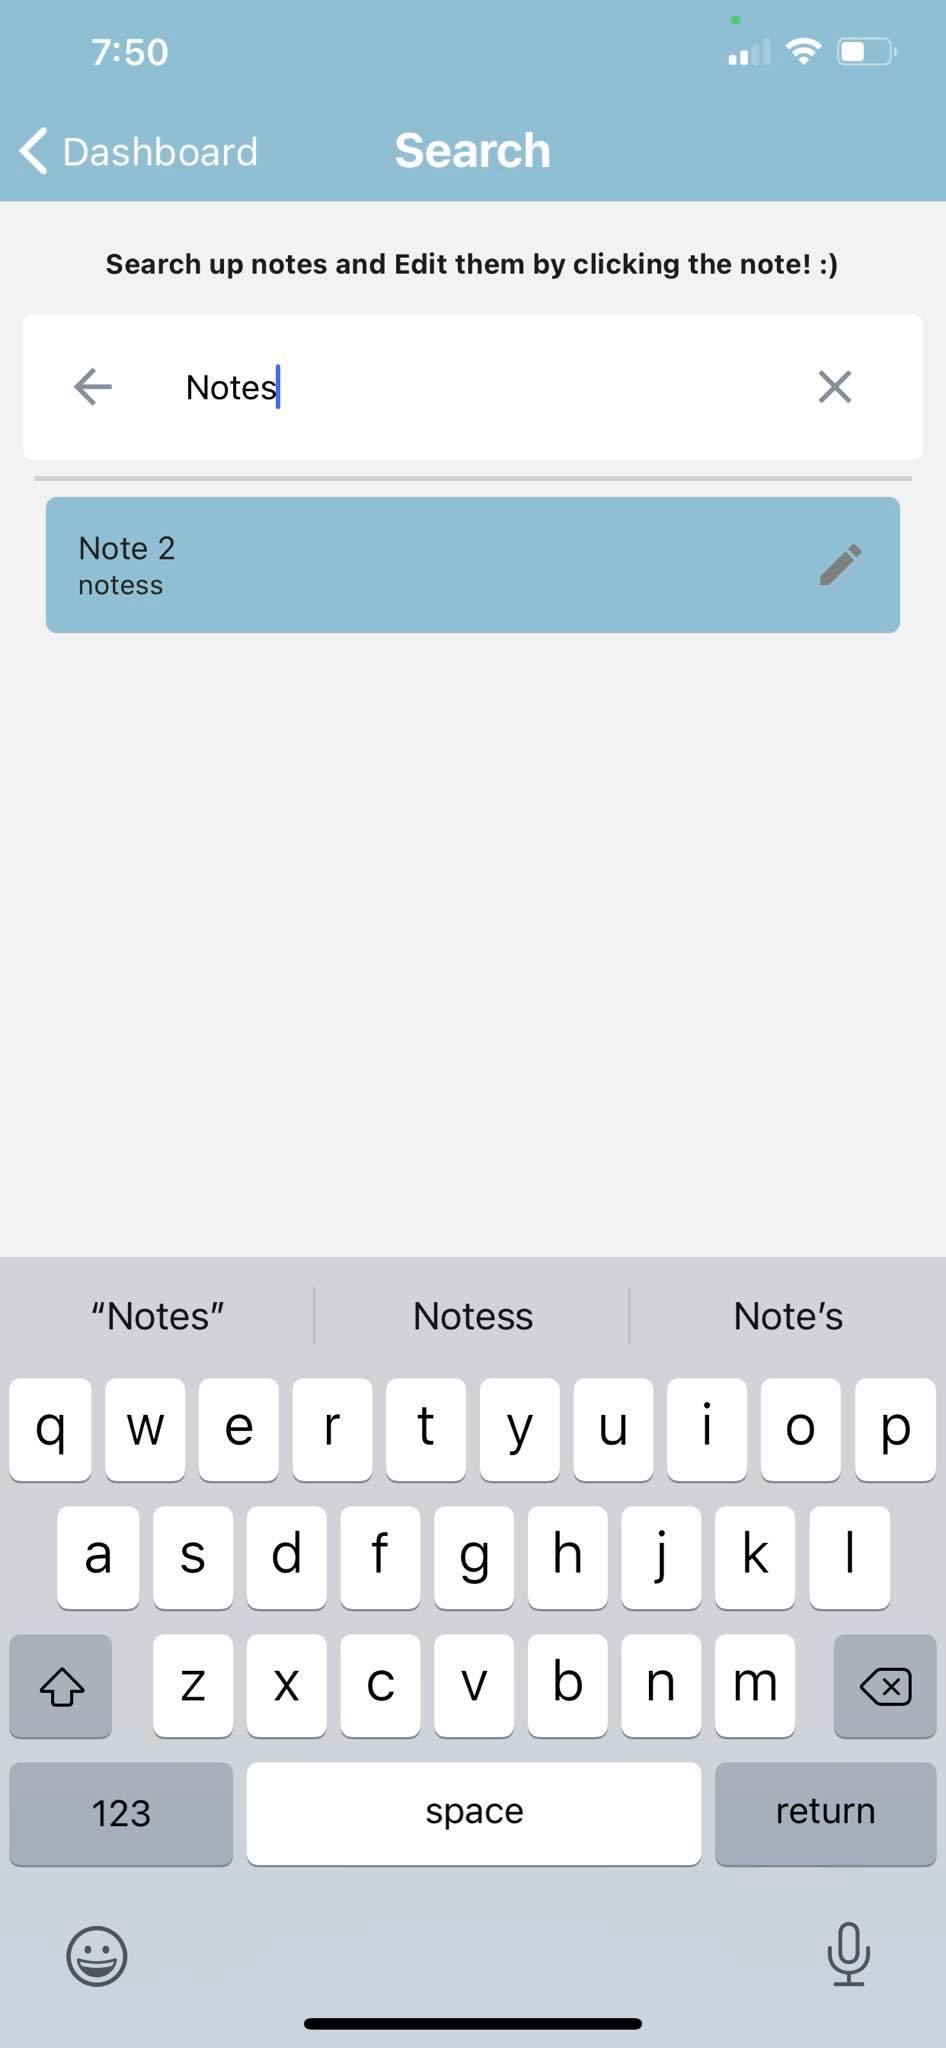 7:50
Dashboard
Search
Search up notes and Edit them by clicking the note! :)
Notes
Note 2
notess
“Notes” Notess Note’s
q w e r t y u i o p
a s d f g h j k l
z x c v b n m
123 space return